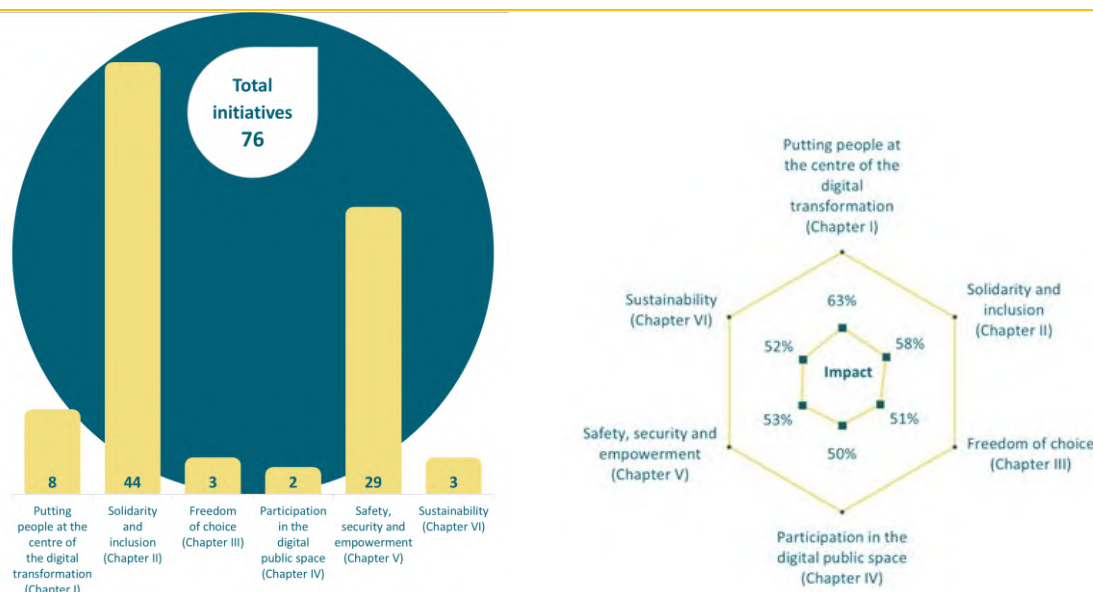 Total
initiatives
76
8
44
3
2
29
3
Putting
people at the
centre of
the digital
transformation
(Chapter I)
Solidarity
and
inclusion
(Chapter II)
Freedom
of choice
(Chapter III)
Participation
in the
digital
public space
(Chapter IV)
Safety,
security and
empowerment
(Chapter V)
Sustainability
(Chapter VI)
Putting people at
the centre of the
digital
transformation
(Chapter I)
Sustainability
(Chapter VI)
Solidarity and
inclusion
(Chapter II)
63%
52%
58%
Impact
53%
51%
50%
Safety, security and
empowerment
(Chapter V)
Freedom of choice
(Chapter III)
Participation in the
digital public space
(Chapter IV)